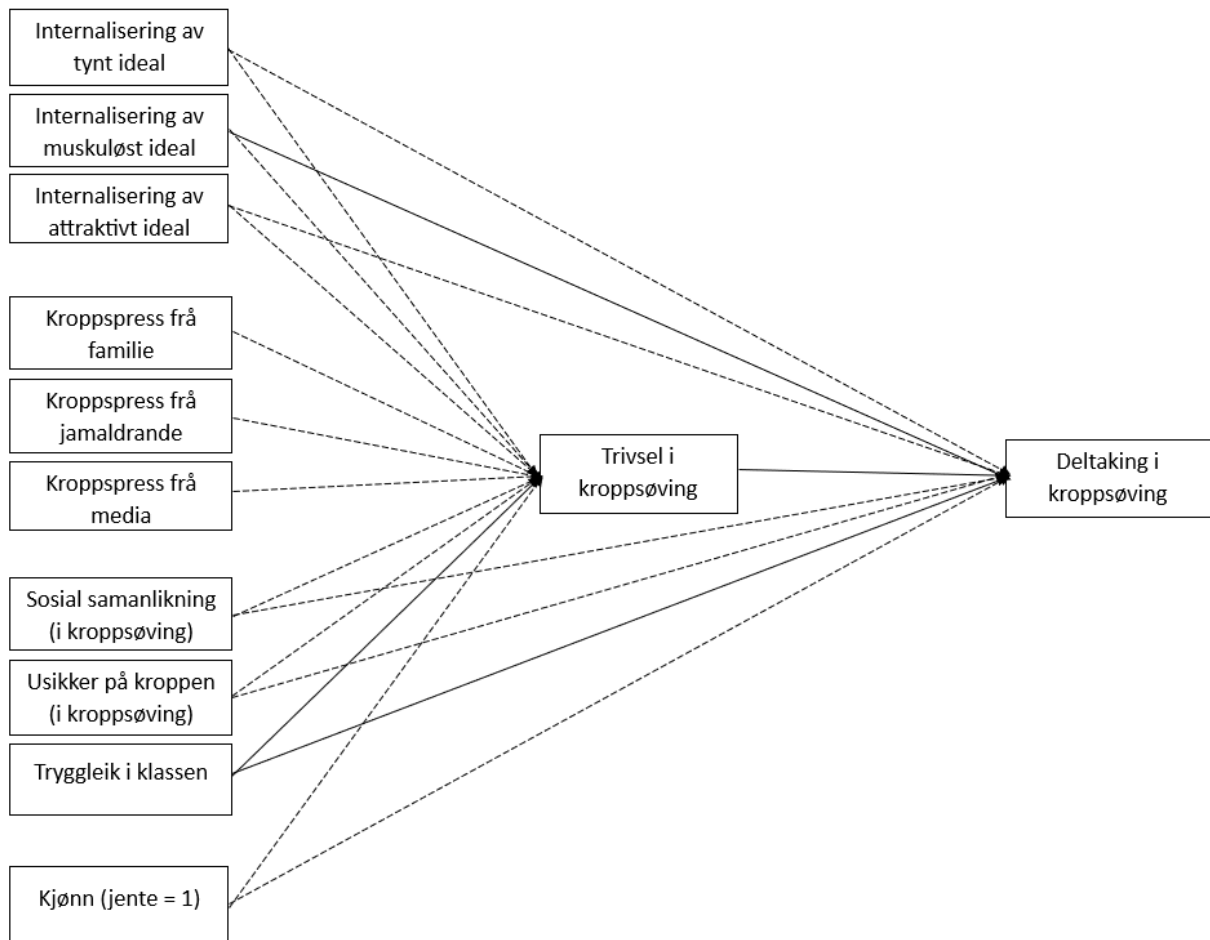 Internalisering av
tynt ideal
Internalisering av
muskuløst ideal
Internalisering av
attraktivt ideal
Kroppspress frå
familie
Kroppspress frå
jamaldrande
Kroppspress frå
media
Trivsel i
kroppsøving
Deltaking i
kroppsøving
Sosial samanlikning
(i kroppsøving)
Usikker på kroppen
(i kroppsøving)
Tryggleik i klassen
Kjønn (jente = 1)